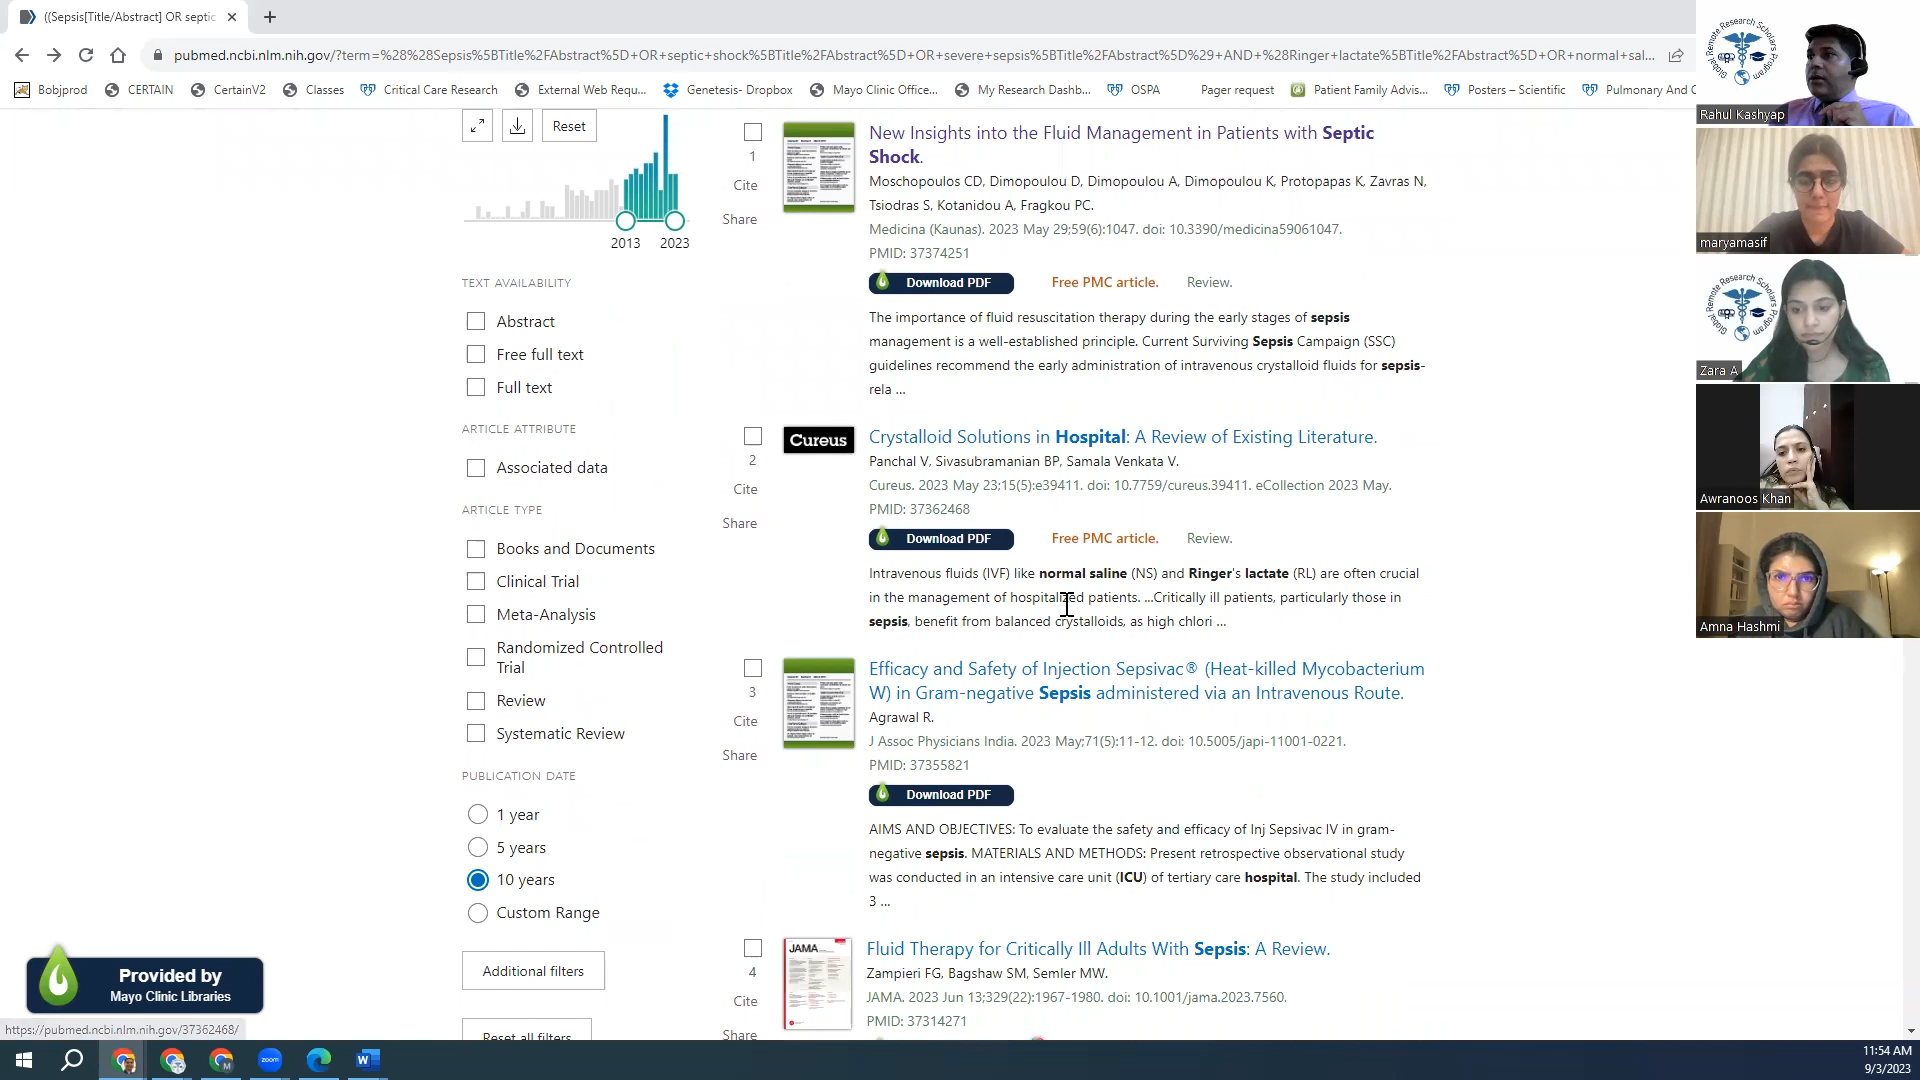 ((Sepsis[Title/Abstract] OR septic
pubmed.ncbi.nlm.nih.gov/?term=%28%28Sepsis%5BTitle%2FAbstract%5D+OR+septic+shock%5BTitle%2FAbstract%5D+OR+severe+sepsis%5BTitle%2FAbstract%5D%29+AND+%28Ringer+lactate%5BTitle%2FAbstract%5D+OR+normal+sal...
Bobjprod CERTAIN CertainV2 Classes Critical Care Research External Web Requ... Genetesis- Dropbox Mayo Clinic Office... My Research Dashb... OSPA Pager request Patient Family Advis... Posters – Scientific Pulmonary And C
Reset
2013 2023
TEXT AVAILABILITY
Abstract
Free full text
Full text
ARTICLE ATTRIBUTE
Associated data
ARTICLE TYPE
Books and Documents
Clinical Trial
Meta-Analysis
Randomized Controlled
Trial
Review
Systematic Review
PUBLICATION DATE
1 year
5 years
10 years
Custom Range
Additional filters
Reset all filters
1
Cite
Share
New Insights into the Fluid Management in Patients with Septic
Shock.
Moschopoulos CD, Dimopoulou D, Dimopoulou A, Dimopoulou K, Protopapas K, Zavras N,
Tsiodras S, Kotanidou A, Fragkou PC.
Medicina (Kaunas). 2023 May 29;59(6):1047. doi: 10.3390/medicina59061047.
PMID: 37374251
Download PDF Free PMC article. Review.
The importance of fluid resuscitation therapy during the early stages of sepsis
management is a well-established principle. Current Surviving Sepsis Campaign (SSC)
guidelines recommend the early administration of intravenous crystalloid fluids for sepsis-
rela ...
2
Cite
Share
Cureus
Crystalloid Solutions in Hospital: A Review of Existing Literature.
Panchal V, Sivasubramanian BP, Samala Venkata V.
Cureus. 2023 May 23;15(5):e39411. doi: 10.7759/cureus.39411. eCollection 2023 May.
PMID: 37362468
Download PDF Free PMC article. Review.
Intravenous fluids (IVF) like normal saline (NS) and Ringer's lactate (RL) are often crucial
in the management of hospitalized patients. ...Critically ill patients, particularly those in
sepsis, benefit from balanced crystalloids, as high chlori ...
3
Cite
Share
Efficacy and Safety of Injection Sepsivac® (Heat-killed Mycobacterium
W) in Gram-negative Sepsis administered via an Intravenous Route.
Agrawal R.
J Assoc Physicians India. 2023 May;71(5):11-12. doi: 10.5005/japi-11001-0221.
PMID: 37355821
Download PDF
AIMS AND OBJECTIVES: To evaluate the safety and efficacy of Inj Sepsivac IV in gram-
negative sepsis. MATERIALS AND METHODS: Present retrospective observational study
was conducted in an intensive care unit (ICU) of tertiary care hospital. The study included
3 ...
4
Cite
Share
JAMA
Fluid Therapy for Critically Ill Adults With Sepsis: A Review.
Zampieri FG, Bagshaw SM, Semler MW.
JAMA. 2023 Jun 13;329(22):1967-1980. doi: 10.1001/jama.2023.7560.
PMID: 37314271
Provided by
Mayo Clinic Libraries
https://pubmed.ncbi.nlm.nih.gov/37362468/
Global Remote Research Scholars Program
Rahul Kashyap
maryamasif
Global Remote Research Scholars Program
Zara A
Awranoos Khan
Amna Hashmi
zoom
W
11:54 AM
9/3/2023